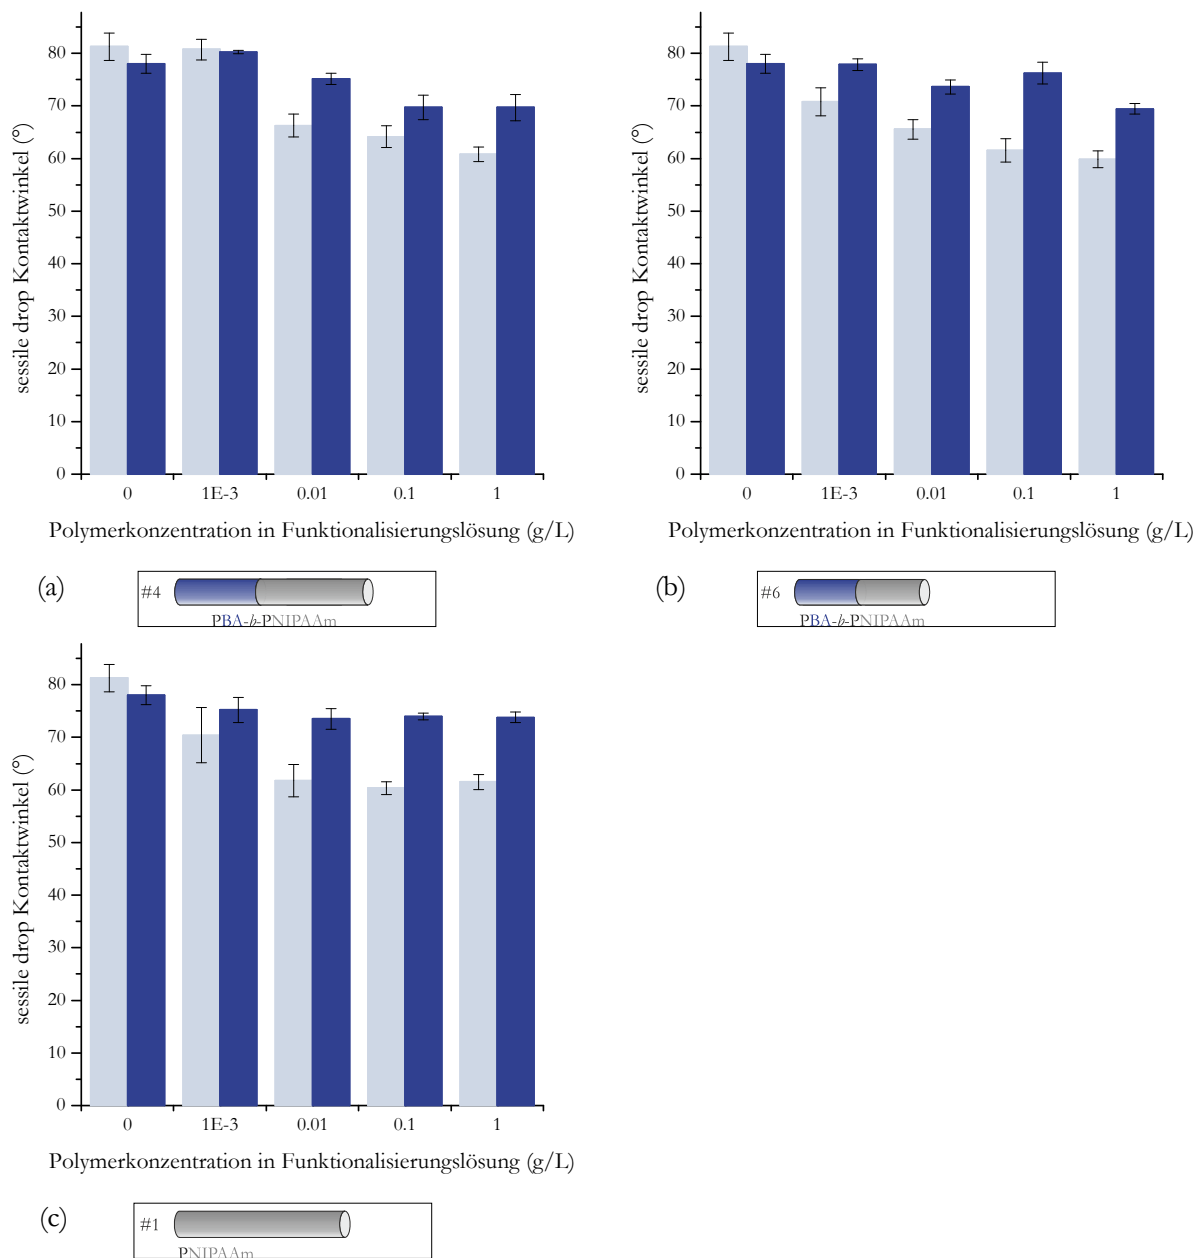 80
70
60
50
40
30
20
10
0
sessile drop Kontaktwinkel (°)
0 1E-3 0.01 0.1 1
Polymerkonzentration in Funktionalisierungslösung (g/L)
(a)
#4
PBA-b-PNIPAAm
80
70
60
50
40
30
20
10
0
sessile drop Kontaktwinkel (°)
0 1E-3 0.01 0.1 1
Polymerkonzentration in Funktionalisierungslösung (g/L)
(b)
#6
PBA-b-PNIPAAm
80
70
60
50
40
30
20
10
0
sessile drop Kontaktwinkel (°)
0 1E-3 0.01 0.1 1
Polymerkonzentration in Funktionalisierungslösung (g/L)
(c)
#1
PNIPAAm